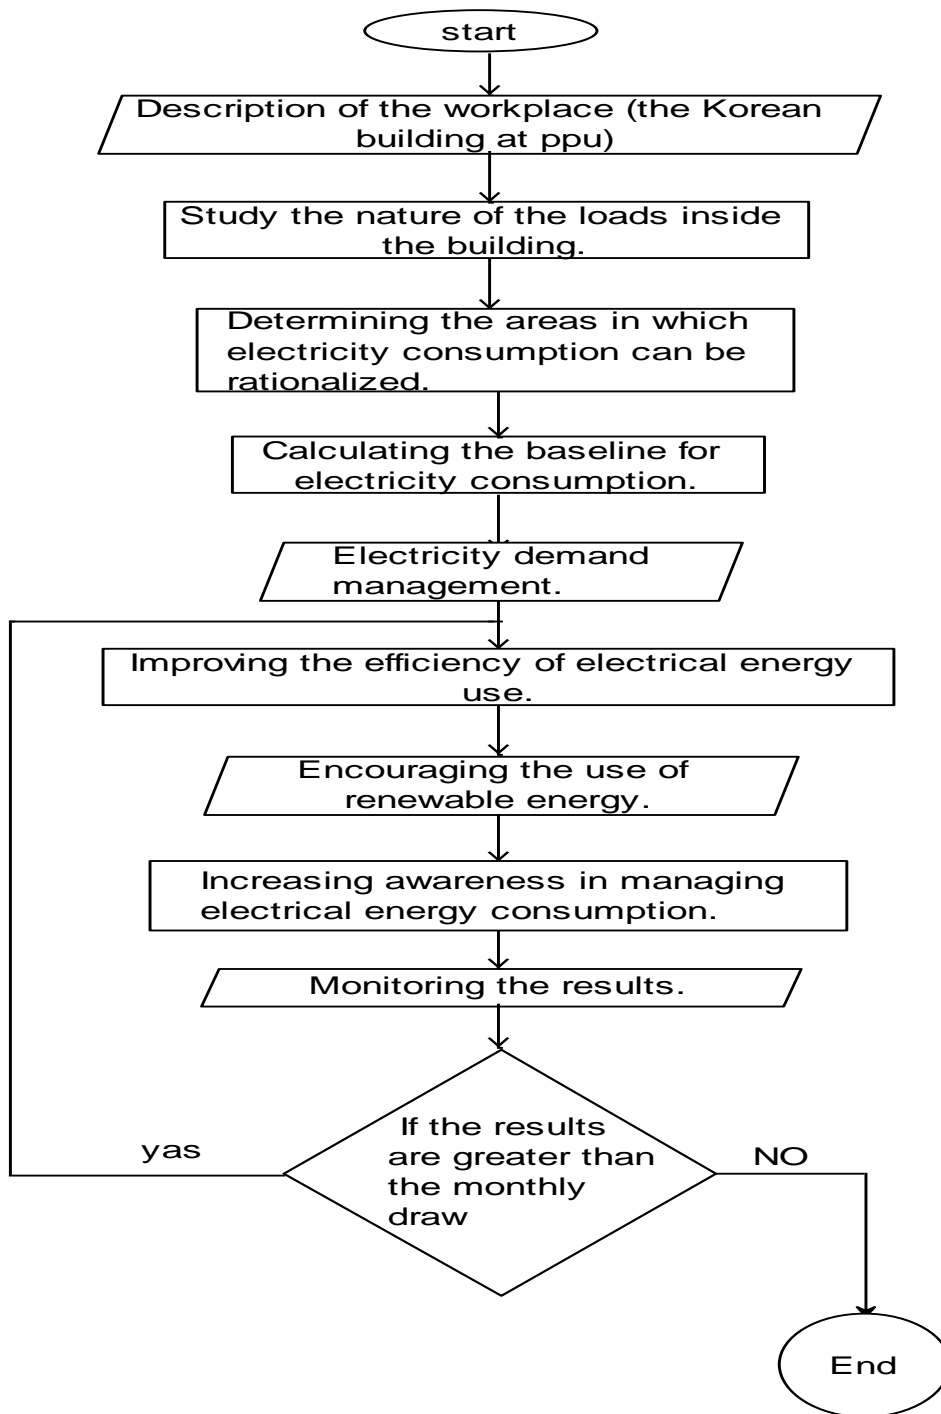 start
Description of the workplace (the Korean
building at ppu)
Study the nature of the loads inside
the building.
Determining the areas in which
electricity consumption can be
rationalized.
Calculating the baseline for
electricity consumption.
Electricity demand
management.
Improving the efficiency of electrical energy
use.
Encouraging the use of
renewable energy.
Increasing awareness in managing
electrical energy consumption.
Monitoring the results.
If the results
are greater than
the monthly
draw
yas
NO
End